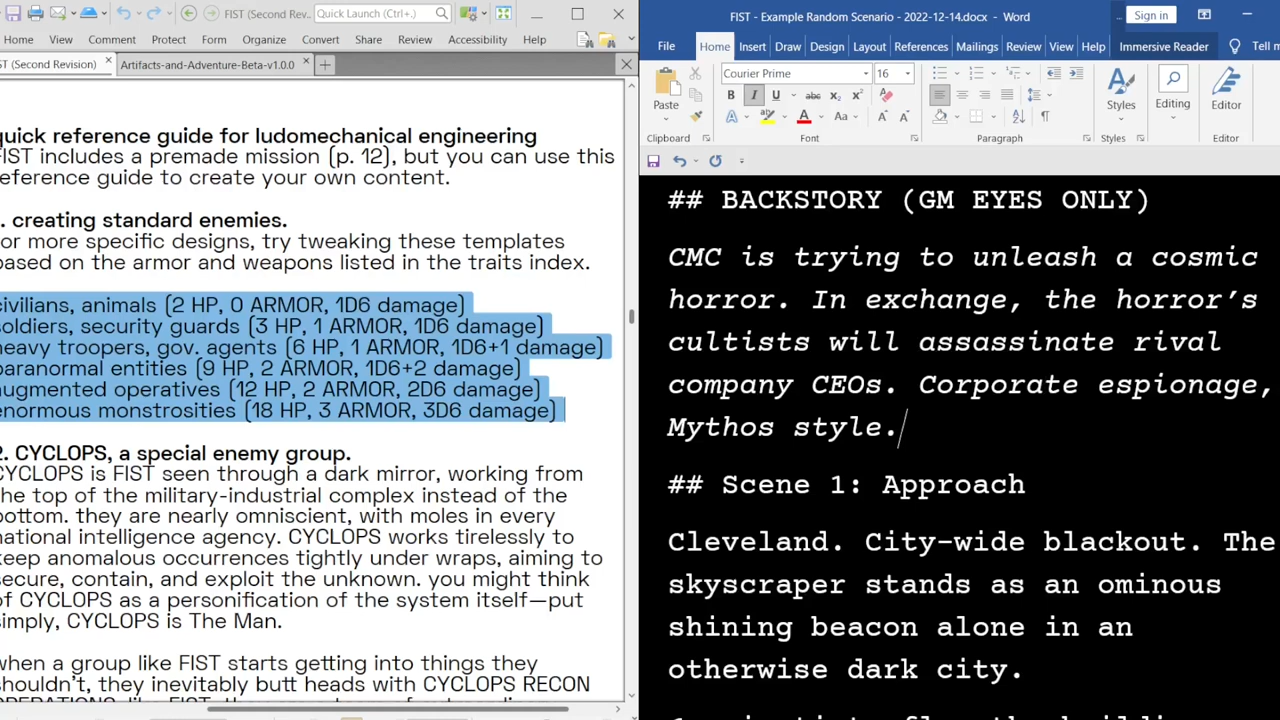 FIST (Second Rev...
Quick Launch (Ctrl+.)
ome View Comment Protect Form Organize Convert Share Review Accessibility Help
ST (Second Revision) Artifacts-and-Adventure-Beta-v1.0.0
quick reference guide for ludomechanical engineering
FIST includes a premade mission (p. 12), but you can use this
reference guide to create your own content.
. creating standard enemies.
or more specific designs, try tweaking these templates
based on the armor and weapons listed in the traits index.
civilians, animals (2 HP, 0 ARMOR, 1D6 damage)
soldiers, security guards (3 HP, 1 ARMOR, 1D6 damage)
heavy troopers, gov. agents (6 HP, 1 ARMOR, 1D6+1 damage)
paranormal entities (9 HP, 2 ARMOR, 1D6+2 damage)
augmented operatives (12 HP, 2 ARMOR, 2D6 damage)
enormous monstrosities (18 HP, 3 ARMOR, 3D6 damage)
2. CYCLOPS, a special enemy group.
CYCLOPS is FIST seen through a dark mirror, working from
the top of the military-industrial complex instead of the
bottom. they are nearly omniscient, with moles in every
national intelligence agency. CYCLOPS works tirelessly to
keep anomalous occurrences tightly under wraps, aiming to
secure, contain, and exploit the unknown. you might think
of CYCLOPS as a personification of the system itself—put
simply, CYCLOPS is The Man.
when a group like FIST starts getting into things they
shouldn't, they inevitably butt heads with CYCLOPS RECON
FIST - Example Random Scenario - 2022-12-14.docx - Word
... Sign in
File Home Insert Draw Design Layout References Mailings Review View Help Immersive Reader Tell
Paste
Courier Prime 16
Styles
Editing
Editor
Clipboard Font Paragraph Styles Editor
## BACKSTORY (GM EYES ONLY)
CMC is trying to unleash a cosmic
horror. In exchange, the horror's
cultists will assassinate rival
company CEOs. Corporate espionage,
Mythos style.
## Scene 1: Approach
Cleveland. City-wide blackout. The
skyscraper stands as an ominous
shining beacon alone in an
otherwise dark city.